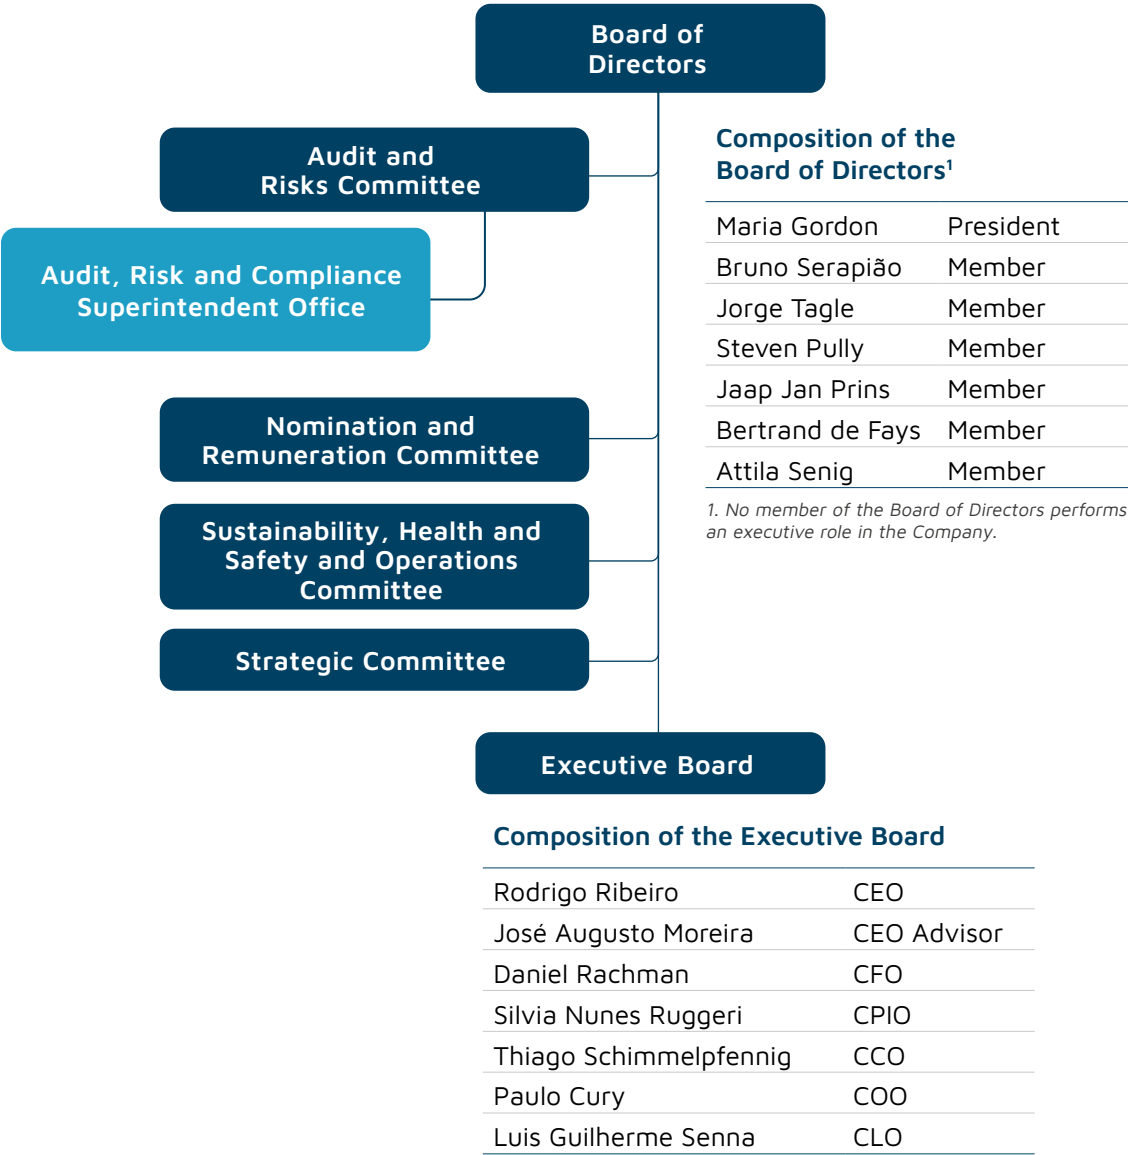 Board of
Directors
Audit and
Risks Committee
Audit, Risk and Compliance
Superintendent Office
Nomination and
Remuneration Committee
Sustainability, Health and
Safety and Operations
Committee
Strategic Committee
Composition of the
Board of Directors¹
Maria Gordon President
Bruno Serapião Member
Jorge Tagle Member
Steven Pully Member
Jaap Jan Prins Member
Bertrand de Fays Member
Attila Senig Member
1. No member of the Board of Directors performs
an executive role in the Company.
Executive Board
Composition of the Executive Board
Rodrigo Ribeiro CEO
José Augusto Moreira CEO Advisor
Daniel Rachman CFO
Silvia Nunes Ruggeri CPIO
Thiago Schimmelpfennig CCO
Paulo Cury COO
Luis Guilherme Senna CLO